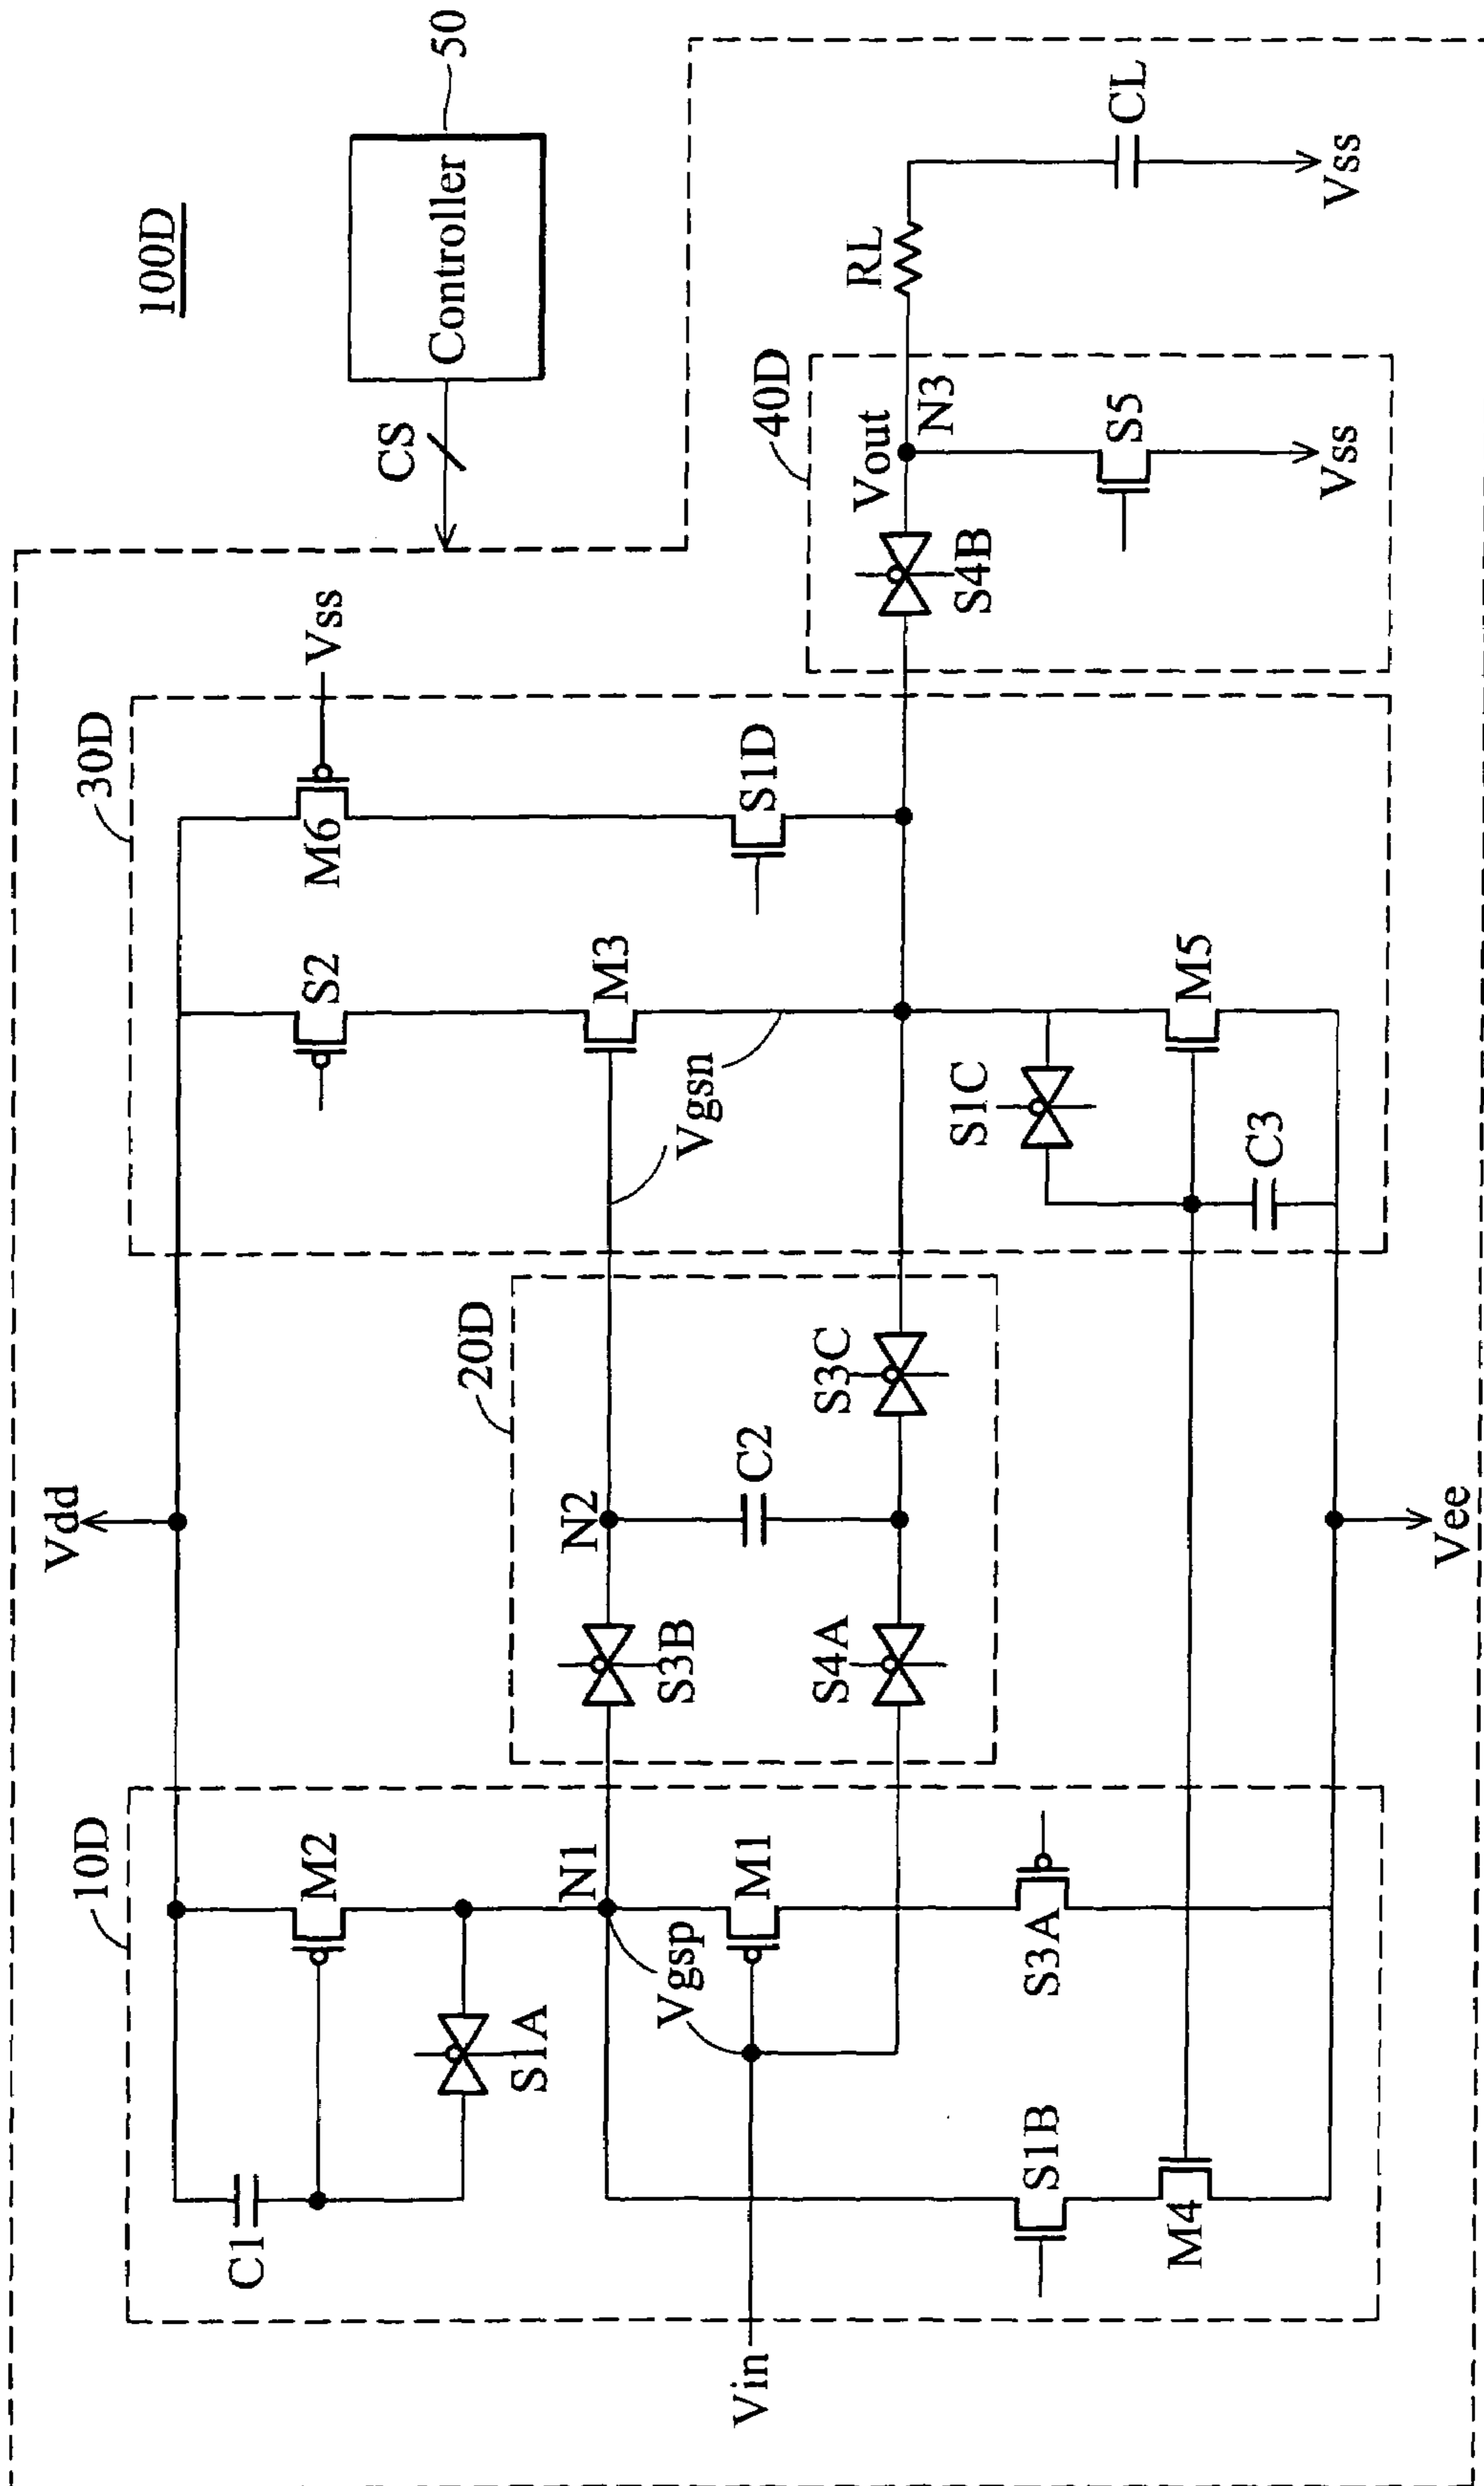 100D
Controller
50
CS
Vdd
10D
C1
M2
S1A
N1
Vgsp
M1
S1B
M4
S3A
Vin
20D
S3B
N2
C2
S4A
S3C
30D
S2
M6
Vss
M3
S1D
Vgsn
S1C
M5
C3
Vee
40D
S4B
Vout
N3
S5
Vss
RL
CL
Vss